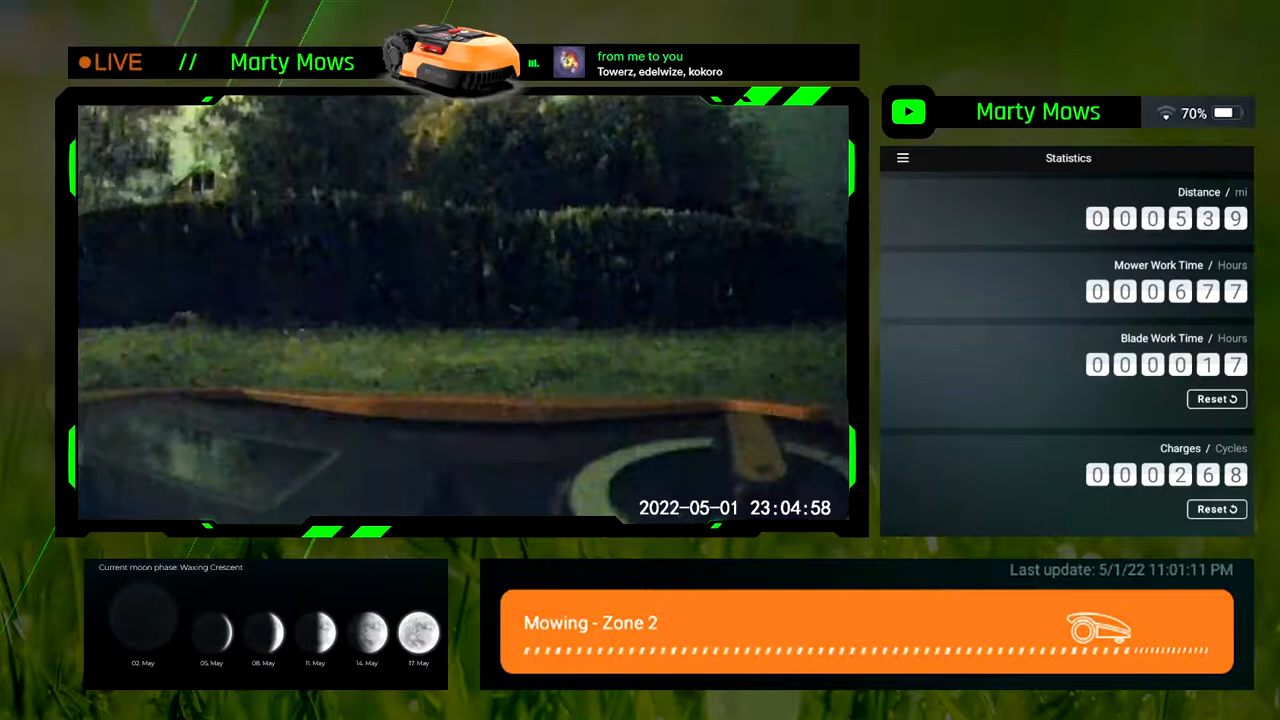 LIVE // Marty Mows
from me to you
Towerz, edelwize, kokoro
Marty Mows
70%
Statistics
Distance / mi
000539
Mower Work Time / Hours
000677
Blade Work Time / Hours
000017
Reset
Charges / Cycles
000268
Reset
2022-05-01 23:04:58
Current moon phase: Waxing Crescent
02. May 05. May 08. May 11. May 14. May 17. May
Last update: 5/1/22 11:01:11 PM
Mowing - Zone 2